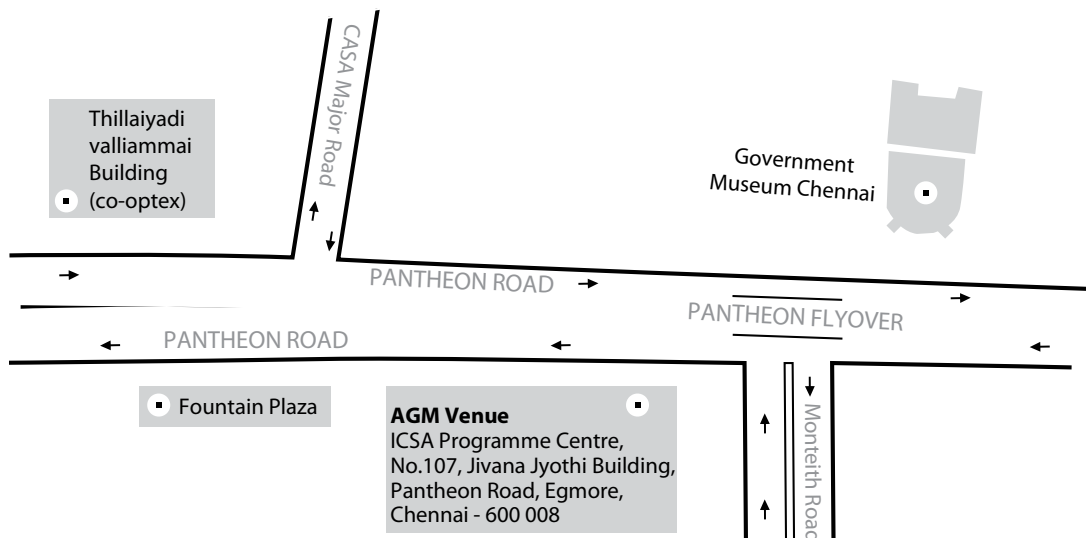 CASA Major Road
Thillaiyadi
valliammai
Building
(co-optex)
Government
Museum Chennai
PANTHEON ROAD
PANTHEON FLYOVER
PANTHEON ROAD
Fountain Plaza
AGM Venue
ICSA Programme Centre,
No.107, Jivana Jyothi Building,
Pantheon Road, Egmore,
Chennai - 600 008
Monteith Road